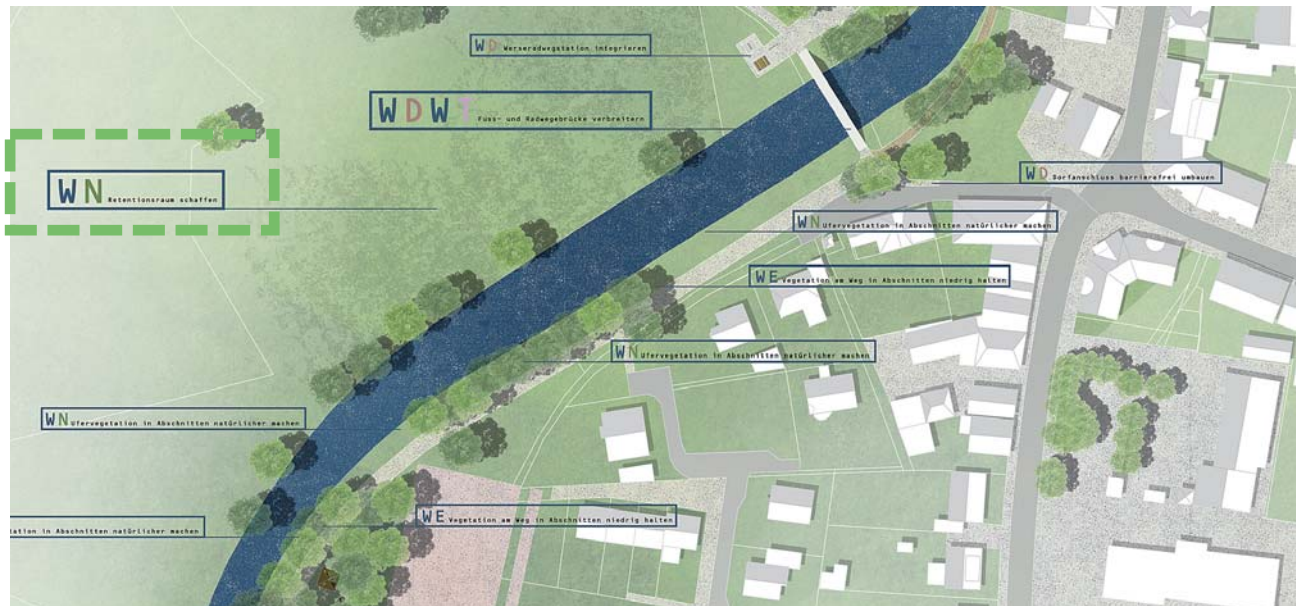 WD Werseradwegstation integrieren
WDWT Fuss- und Radwegebrücke verbreitern
WN Retentionsraum schaffen
WD Dorfanschluss barrierefrei umbauen
WN Ufervegetation in Abschnitten natürlicher machen
WE Vegetation am Weg in Abschnitten niedrig halten
WN Ufervegetation in Abschnitten natürlicher machen
WN Ufervegetation in Abschnitten natürlicher machen
WE Vegetation am Weg in Abschnitten niedrig halten
tation in Abschnitten natürlicher machen